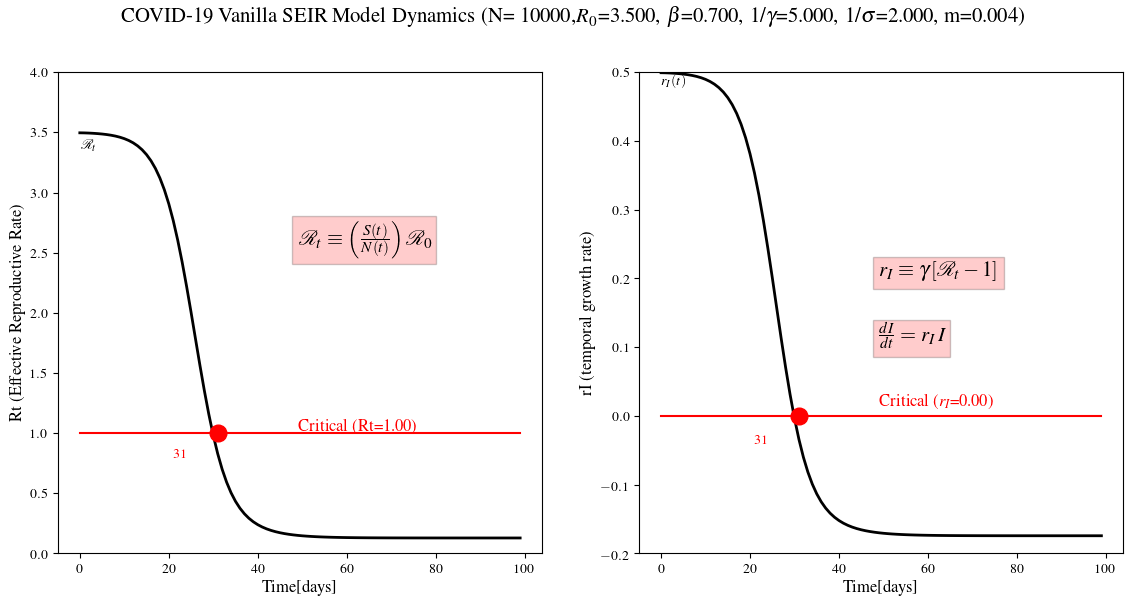 COVID-19 Vanilla SEIR Model Dynamics (N= 10000,R₀=3.500, β=0.700, 1/γ=5.000, 1/σ=2.000, m=0.004)
4.0
3.5
3.0
2.5
2.0
1.5
1.0
0.5
0.0
Rt (Effective Reproductive Rate)
ℛₜ
ℛₜ ≡ (S(t)/N(t)) ℛ₀
Critical (Rt=1.00)
31
0 20 40 60 80 100
Time[days]
0.5
0.4
0.3
0.2
0.1
0.0
−0.1
−0.2
rI (temporal growth rate)
r_I(t)
r_I ≡ γ[ℛₜ − 1]
dI/dt = r_I I
Critical (r_I=0.00)
31
0 20 40 60 80 100
Time[days]